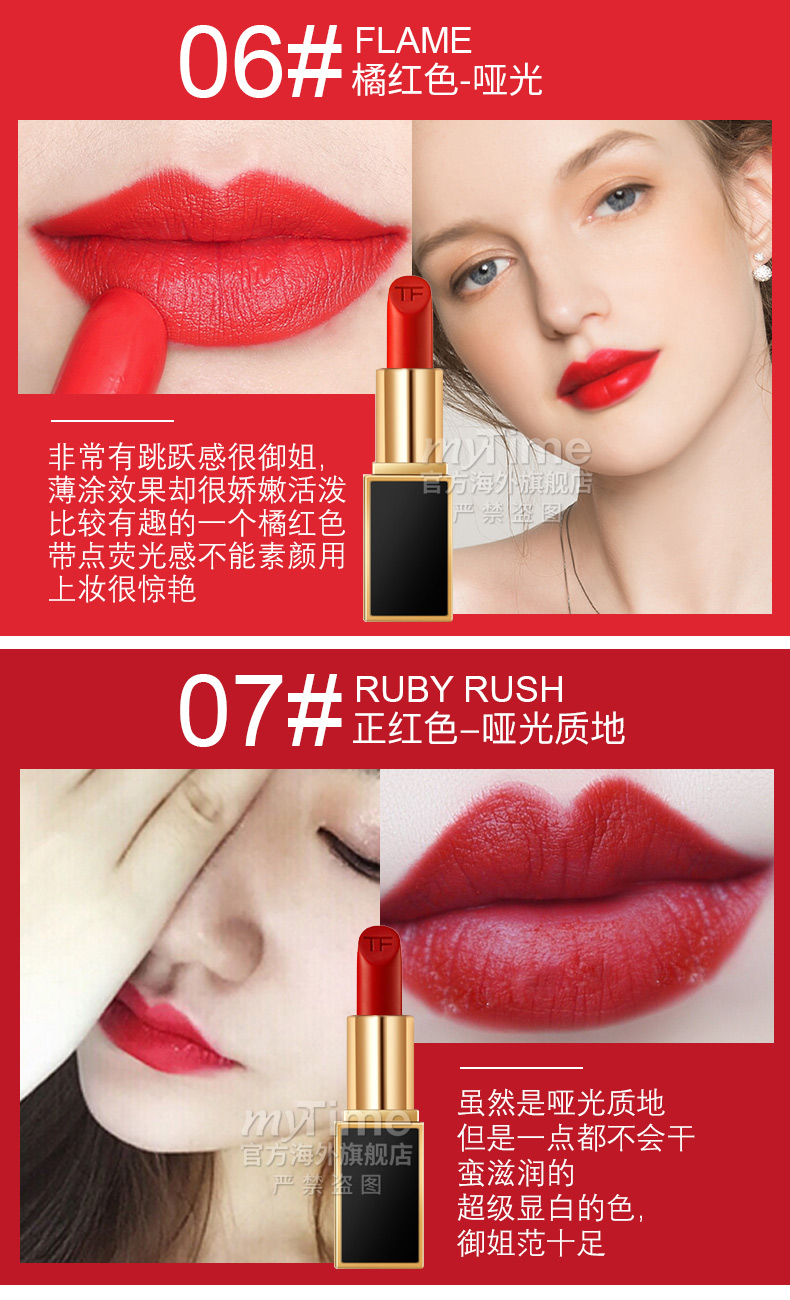 06# FLAME
橘红色-哑光
TF
myTime
官方海外旗舰店
严禁盗图
非常有跳跃感很御姐,
薄涂效果却很娇嫩活泼
比较有趣的一个橘红色
带点荧光感不能素颜用
上妆很惊艳
07# RUBY RUSH
正红色–哑光质地
TF
myTime
官方海外旗舰店
严禁盗图
虽然是哑光质地
但是一点都不会干
蛮滋润的
超级显白的色,
御姐范十足